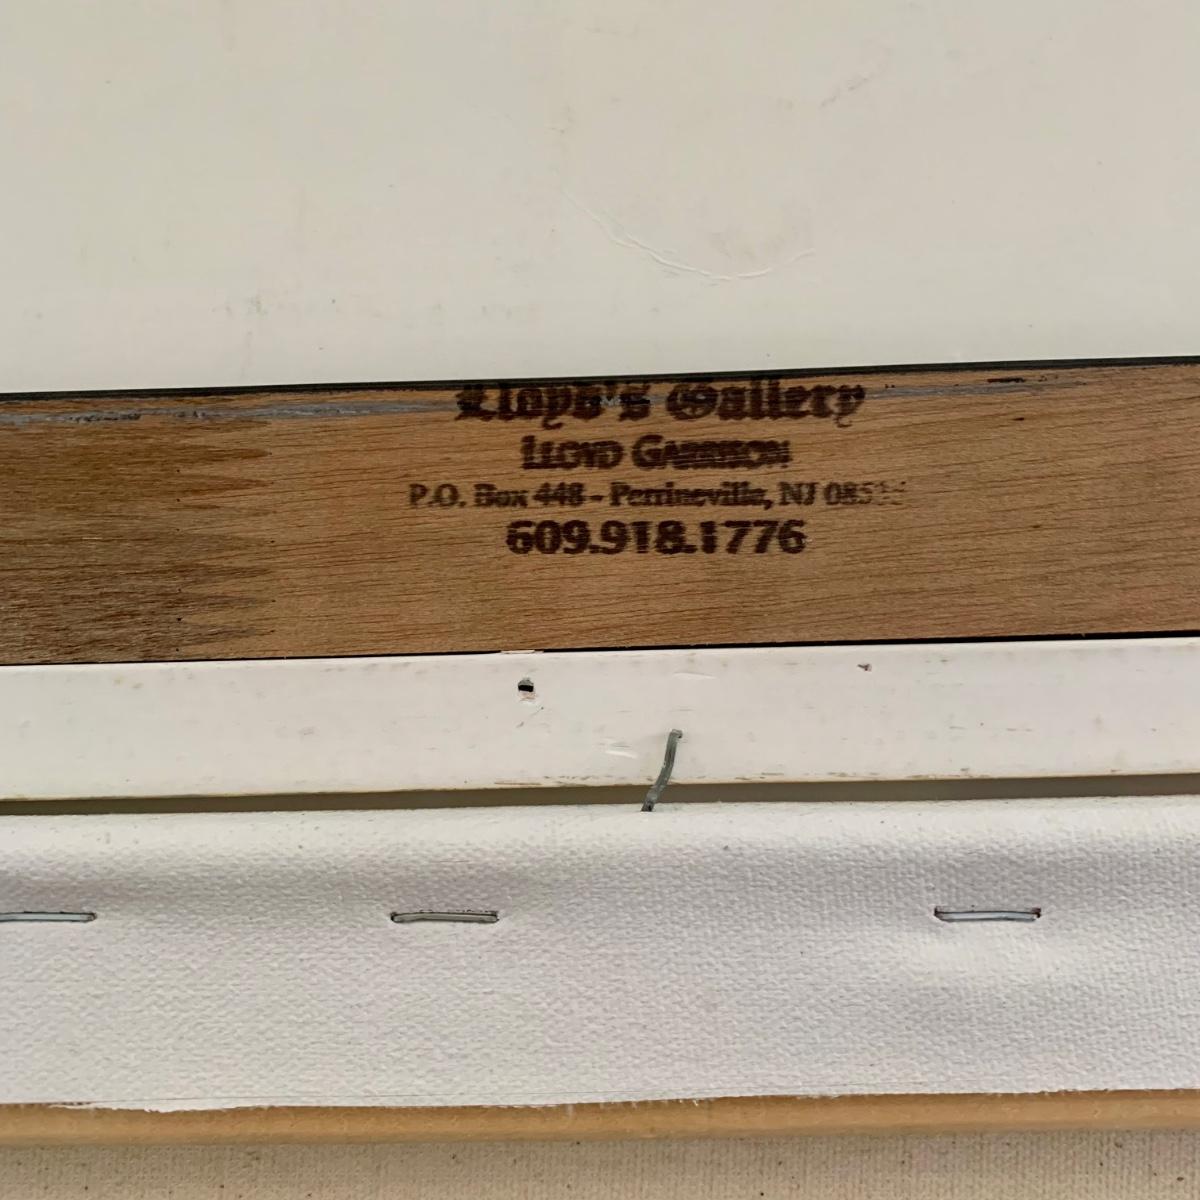 Lloyd's Gallery
LLOYD GARRISON
P.O. Box 448 - Perrineville, NJ
609.918.1776